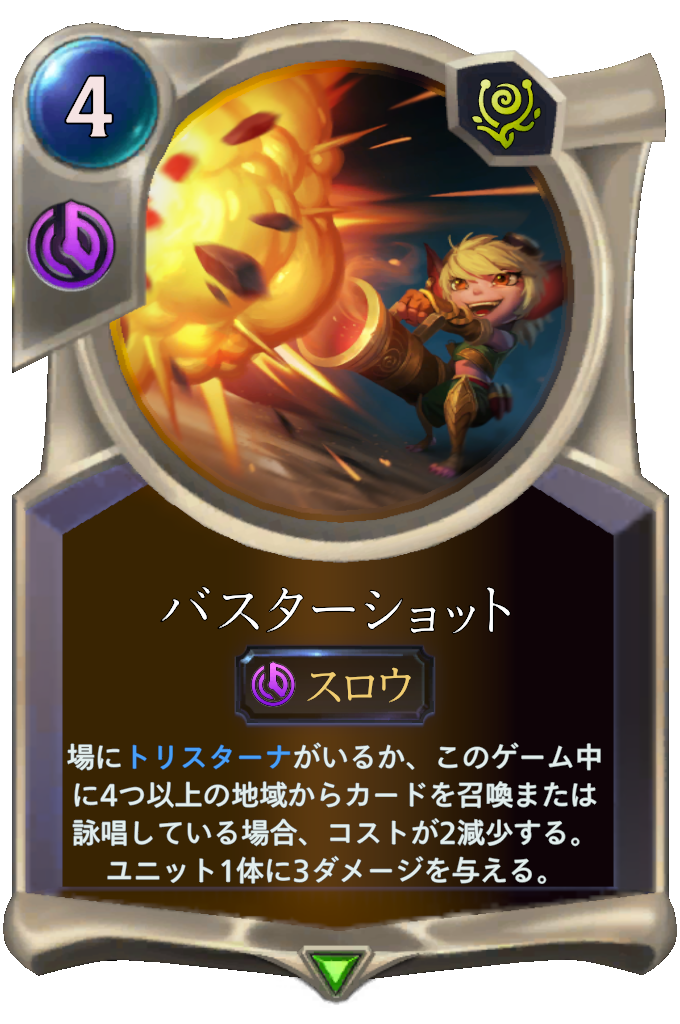 4
バスターショット
スロウ
場にトリスターナがいるか、このゲーム中
に4つ以上の地域からカードを召喚または
詠唱している場合、コストが2減少する。
ユニット1体に3ダメージを与える。